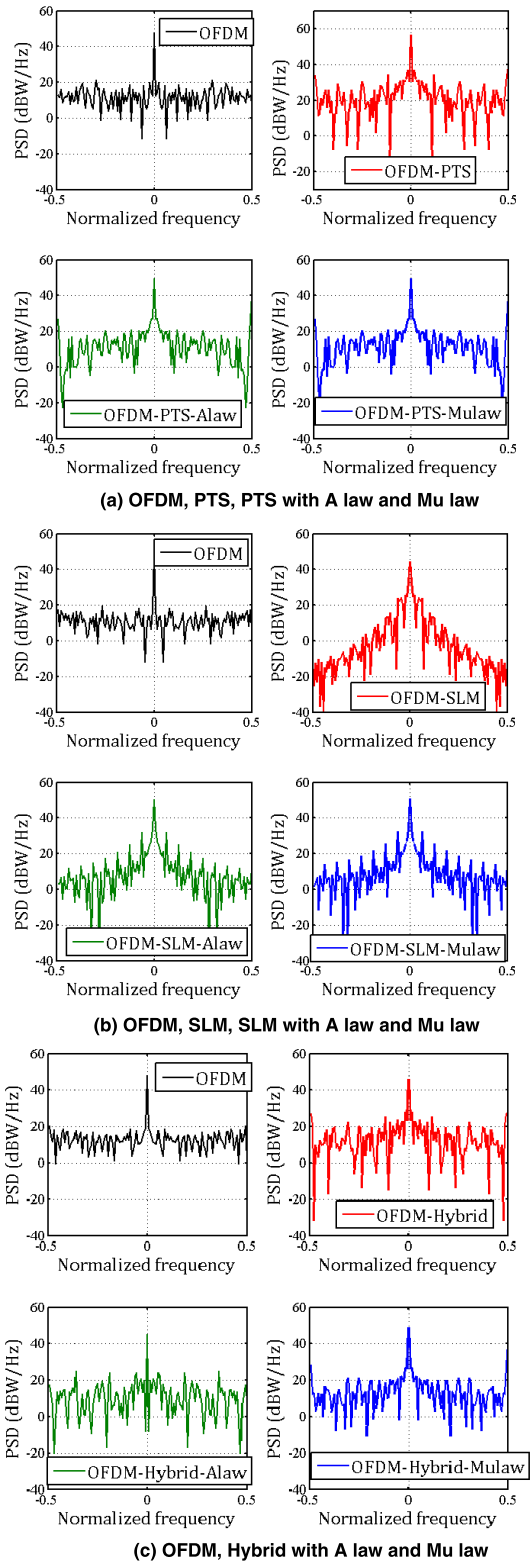 60
40
20
0
-20
-40
PSD (dBW/Hz)
OFDM
-0.5 0 0.5
Normalized frequency
60
40
20
0
-20
-40
PSD (dBW/Hz)
OFDM-PTS
-0.5 0 0.5
Normalized frequency
60
40
20
0
-20
-40
PSD (dBW/Hz)
OFDM-PTS-Alaw
-0.5 0 0.5
Normalized frequency
60
40
20
0
-20
-40
PSD (dBW/Hz)
OFDM-PTS-Mulaw
-0.5 0 0.5
Normalized frequency
(a) OFDM, PTS, PTS with A law and Mu law
60
40
20
0
-20
-40
PSD (dBW/Hz)
OFDM
-0.5 0 0.5
Normalized frequency
60
40
20
0
-20
-40
PSD (dBW/Hz)
OFDM-SLM
-0.5 0 0.5
Normalized frequency
60
40
20
0
-20
-40
PSD (dBW/Hz)
OFDM-SLM-Alaw
-0.5 0 0.5
Normalized frequency
60
40
20
0
-20
-40
PSD (dBW/Hz)
OFDM-SLM-Mulaw
-0.5 0 0.5
Normalized frequency
(b) OFDM, SLM, SLM with A law and Mu law
60
40
20
0
-20
-40
PSD (dBW/Hz)
OFDM
-0.5 0 0.5
Normalized frequency
60
40
20
0
-20
-40
PSD (dBW/Hz)
OFDM-Hybrid
-0.5 0 0.5
Normalized frequency
60
40
20
0
-20
-40
PSD (dBW/Hz)
OFDM-Hybrid-Alaw
-0.5 0 0.5
Normalized frequency
60
40
20
0
-20
-40
PSD (dBW/Hz)
OFDM-Hybrid-Mulaw
-0.5 0 0.5
Normalized frequency
(c) OFDM, Hybrid with A law and Mu law